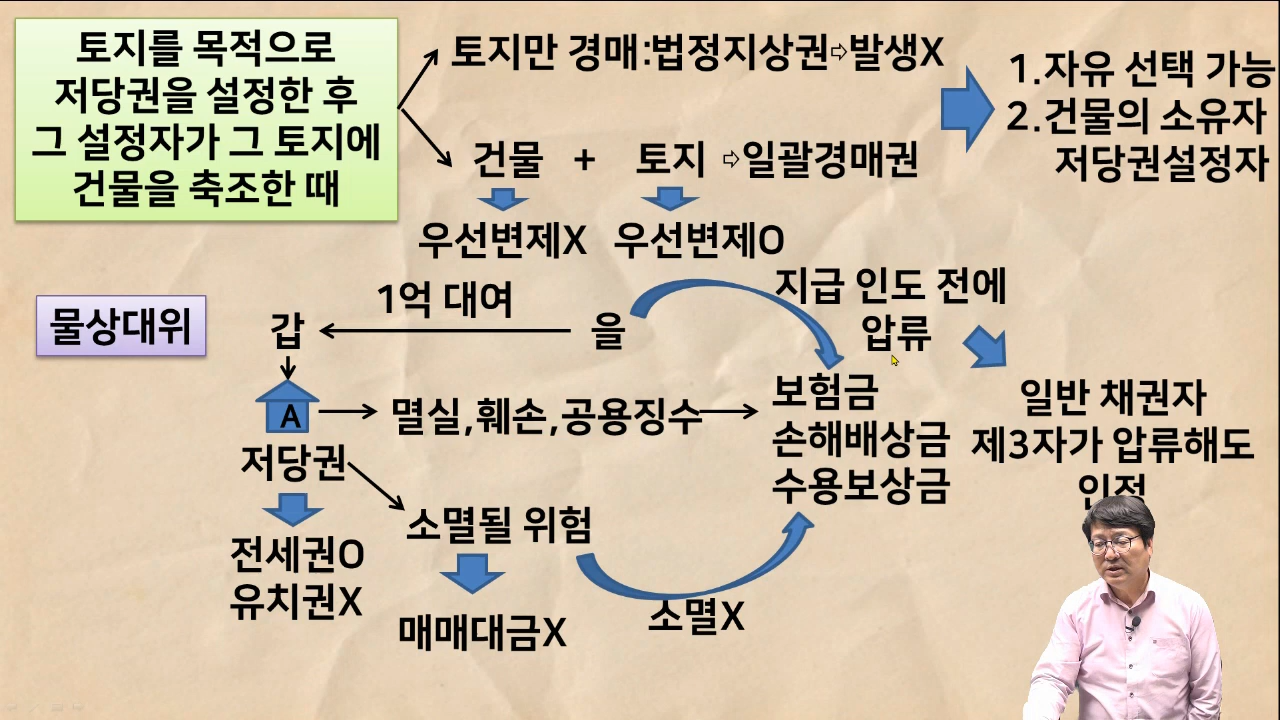 토지를 목적으로
저당권을 설정한 후
그 설정자가 그 토지에
건물을 축조한 때
토지만 경매:법정지상권⇨발생X
건물 + 토지 ⇨일괄경매권
우선변제X 우선변제O
1.자유 선택 가능
2.건물의 소유자
저당권설정자
물상대위
1억 대여
갑
을
지급 인도 전에
압류
A
멸실,훼손,공용징수
보험금
손해배상금
수용보상금
일반 채권자
제3자가 압류해도
인정
저당권
전세권O
유치권X
소멸될 위험
매매대금X
소멸X